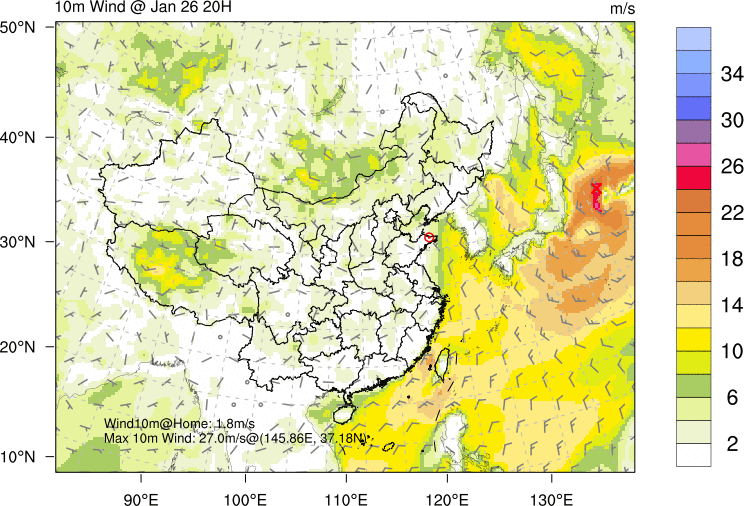 10m Wind @ Jan 26 20H
m/s
50°N
40°N
30°N
20°N
10°N
Wind10m@Home: 1.8m/s
Max 10m Wind: 27.0m/s@(145.86E, 37.18N)
90°E
100°E
110°E
120°E
130°E
34
30
26
22
18
14
10
6
2